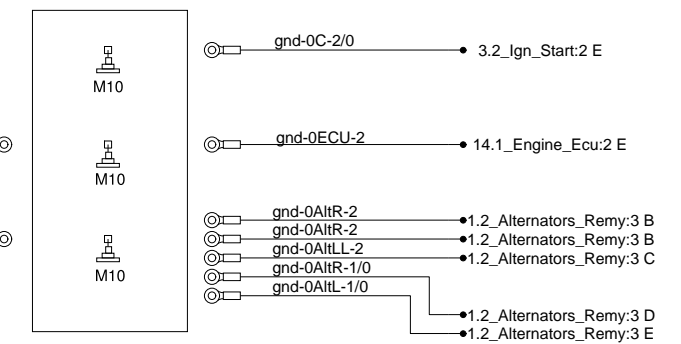 gnd-0C-2/0
3.2_Ign_Start:2 E
M10
gnd-0ECU-2
14.1_Engine_Ecu:2 E
M10
gnd-0AltR-2
1.2_Alternators_Remy:3 B
gnd-0AltR-2
1.2_Alternators_Remy:3 B
gnd-0AltLL-2
1.2_Alternators_Remy:3 C
M10
gnd-0AltR-1/0
gnd-0AltL-1/0
1.2_Alternators_Remy:3 D
1.2_Alternators_Remy:3 E